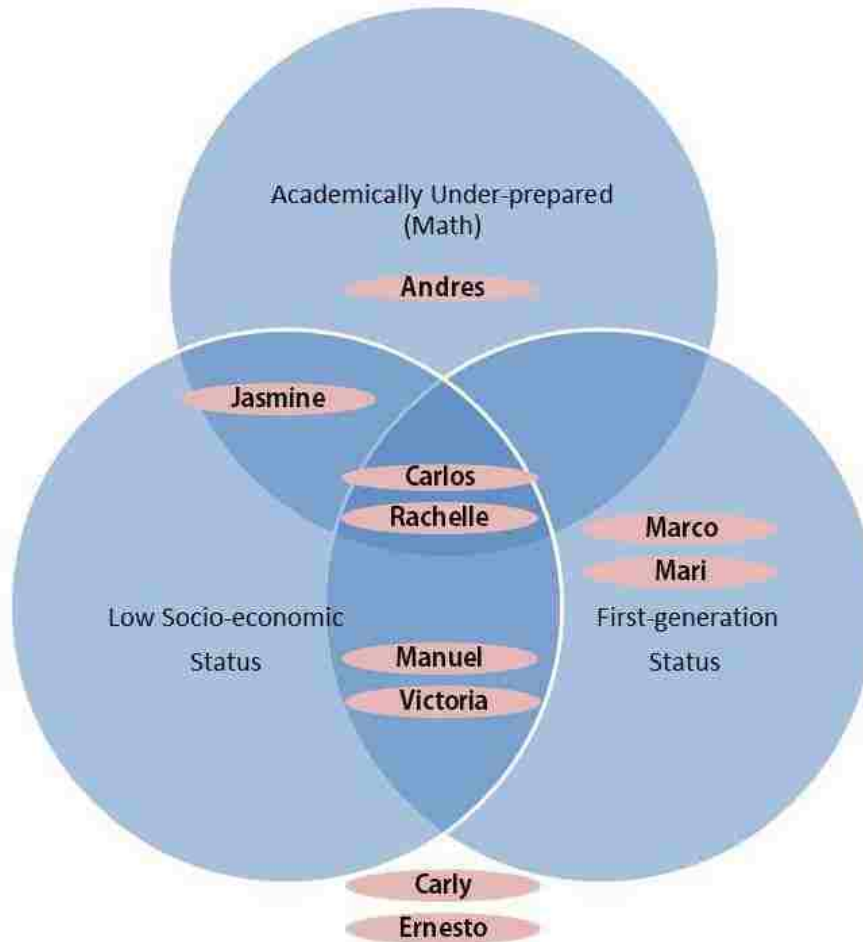 Academically Under-prepared
(Math)
Andres
Jasmine
Carlos
Rachelle
Marco
Mari
Low Socio-economic
Status
First-generation
Status
Manuel
Victoria
Carly
Ernesto